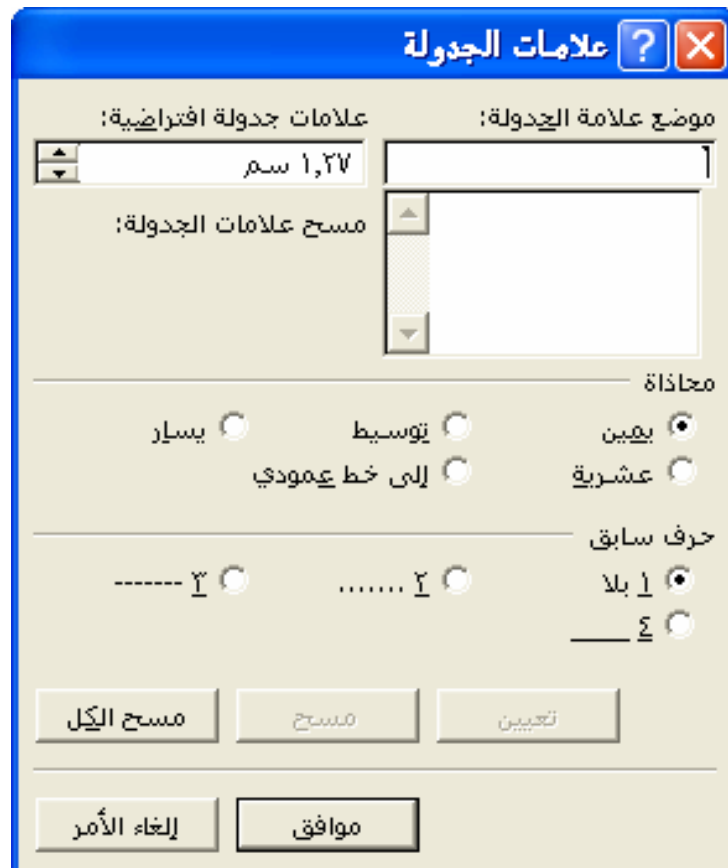 علامات الجدولة
موضع علامة الجدولة: علامات جدولة افتراضية:
١,٢٧ سم
مسح علامات الجدولة:
محاذاة
يمين توسيط يسار
عشرية إلى خط عمودي
حرف سابق
١ بلا ٢ ....... ٣ -------
٤ ____
تعيين مسح مسح الكل
موافق إلغاء الأمر